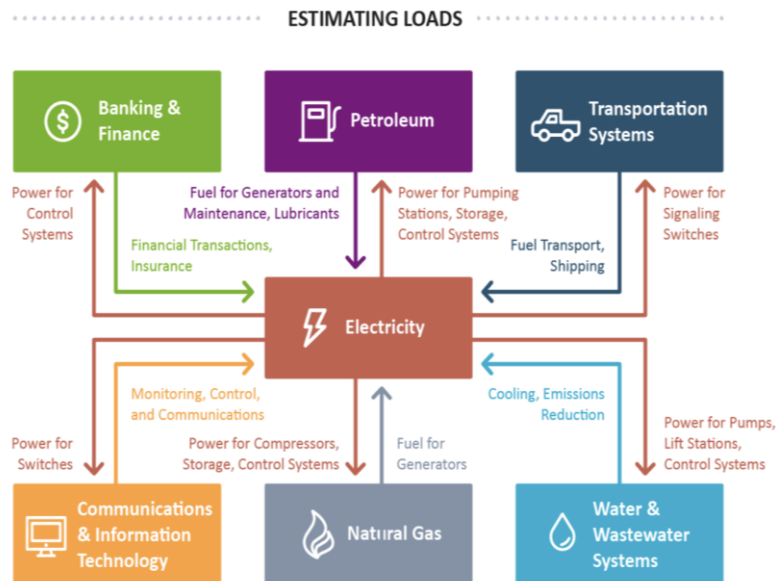 ESTIMATING LOADS
Banking &
Finance
Petroleum
Transportation
Systems
Power for
Control
Systems
Financial Transactions,
Insurance
Fuel for Generators and
Maintenance, Lubricants
Power for Pumping
Stations, Storage,
Control Systems
Fuel Transport,
Shipping
Power for
Signaling
Switches
Electricity
Power for
Switches
Monitoring, Control,
and Communications
Power for Compressors,
Storage, Control Systems
Fuel for
Generators
Cooling, Emissions
Reduction
Power for Pumps,
Lift Stations,
Control Systems
Communications
& Information
Technology
Natural Gas
Water &
Wastewater
Systems